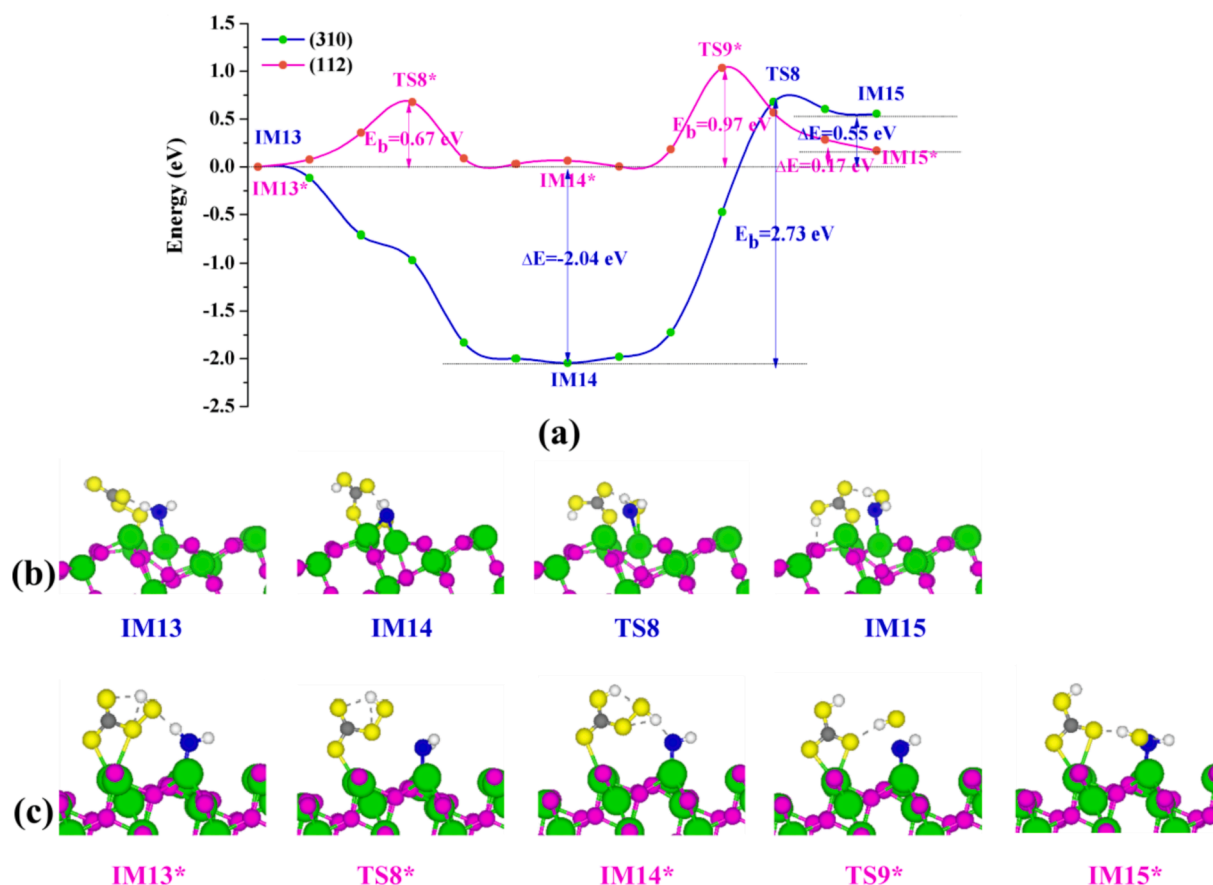 1.5
1.0
0.5
0.0
-0.5
-1.0
-1.5
-2.0
-2.5
Energy (eV)
(310)
(112)
IM13
IM13*
TS8*
E_b=0.67 eV
IM14*
ΔE=-2.04 eV
IM14
TS9*
E_b=0.97 eV
TS8
E_b=2.73 eV
IM15
ΔE=0.55 eV
IM15*
ΔE=0.17 eV
(a)
(b)
IM13 IM14 TS8 IM15
(c)
IM13* TS8* IM14* TS9* IM15*